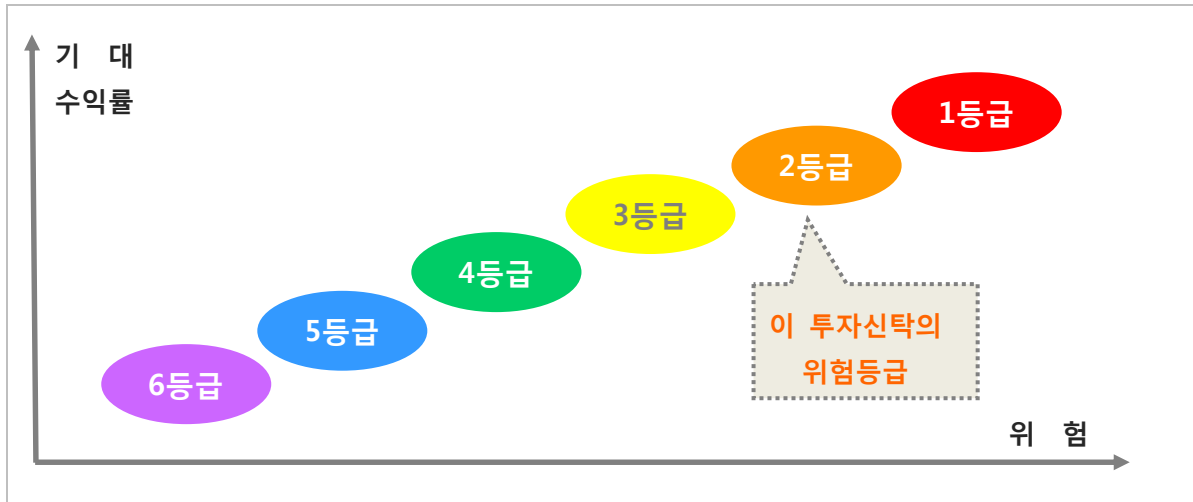 기 대
수익률
1등급
2등급
3등급
4등급
5등급
6등급
이 투자신탁의
위험등급
위 험